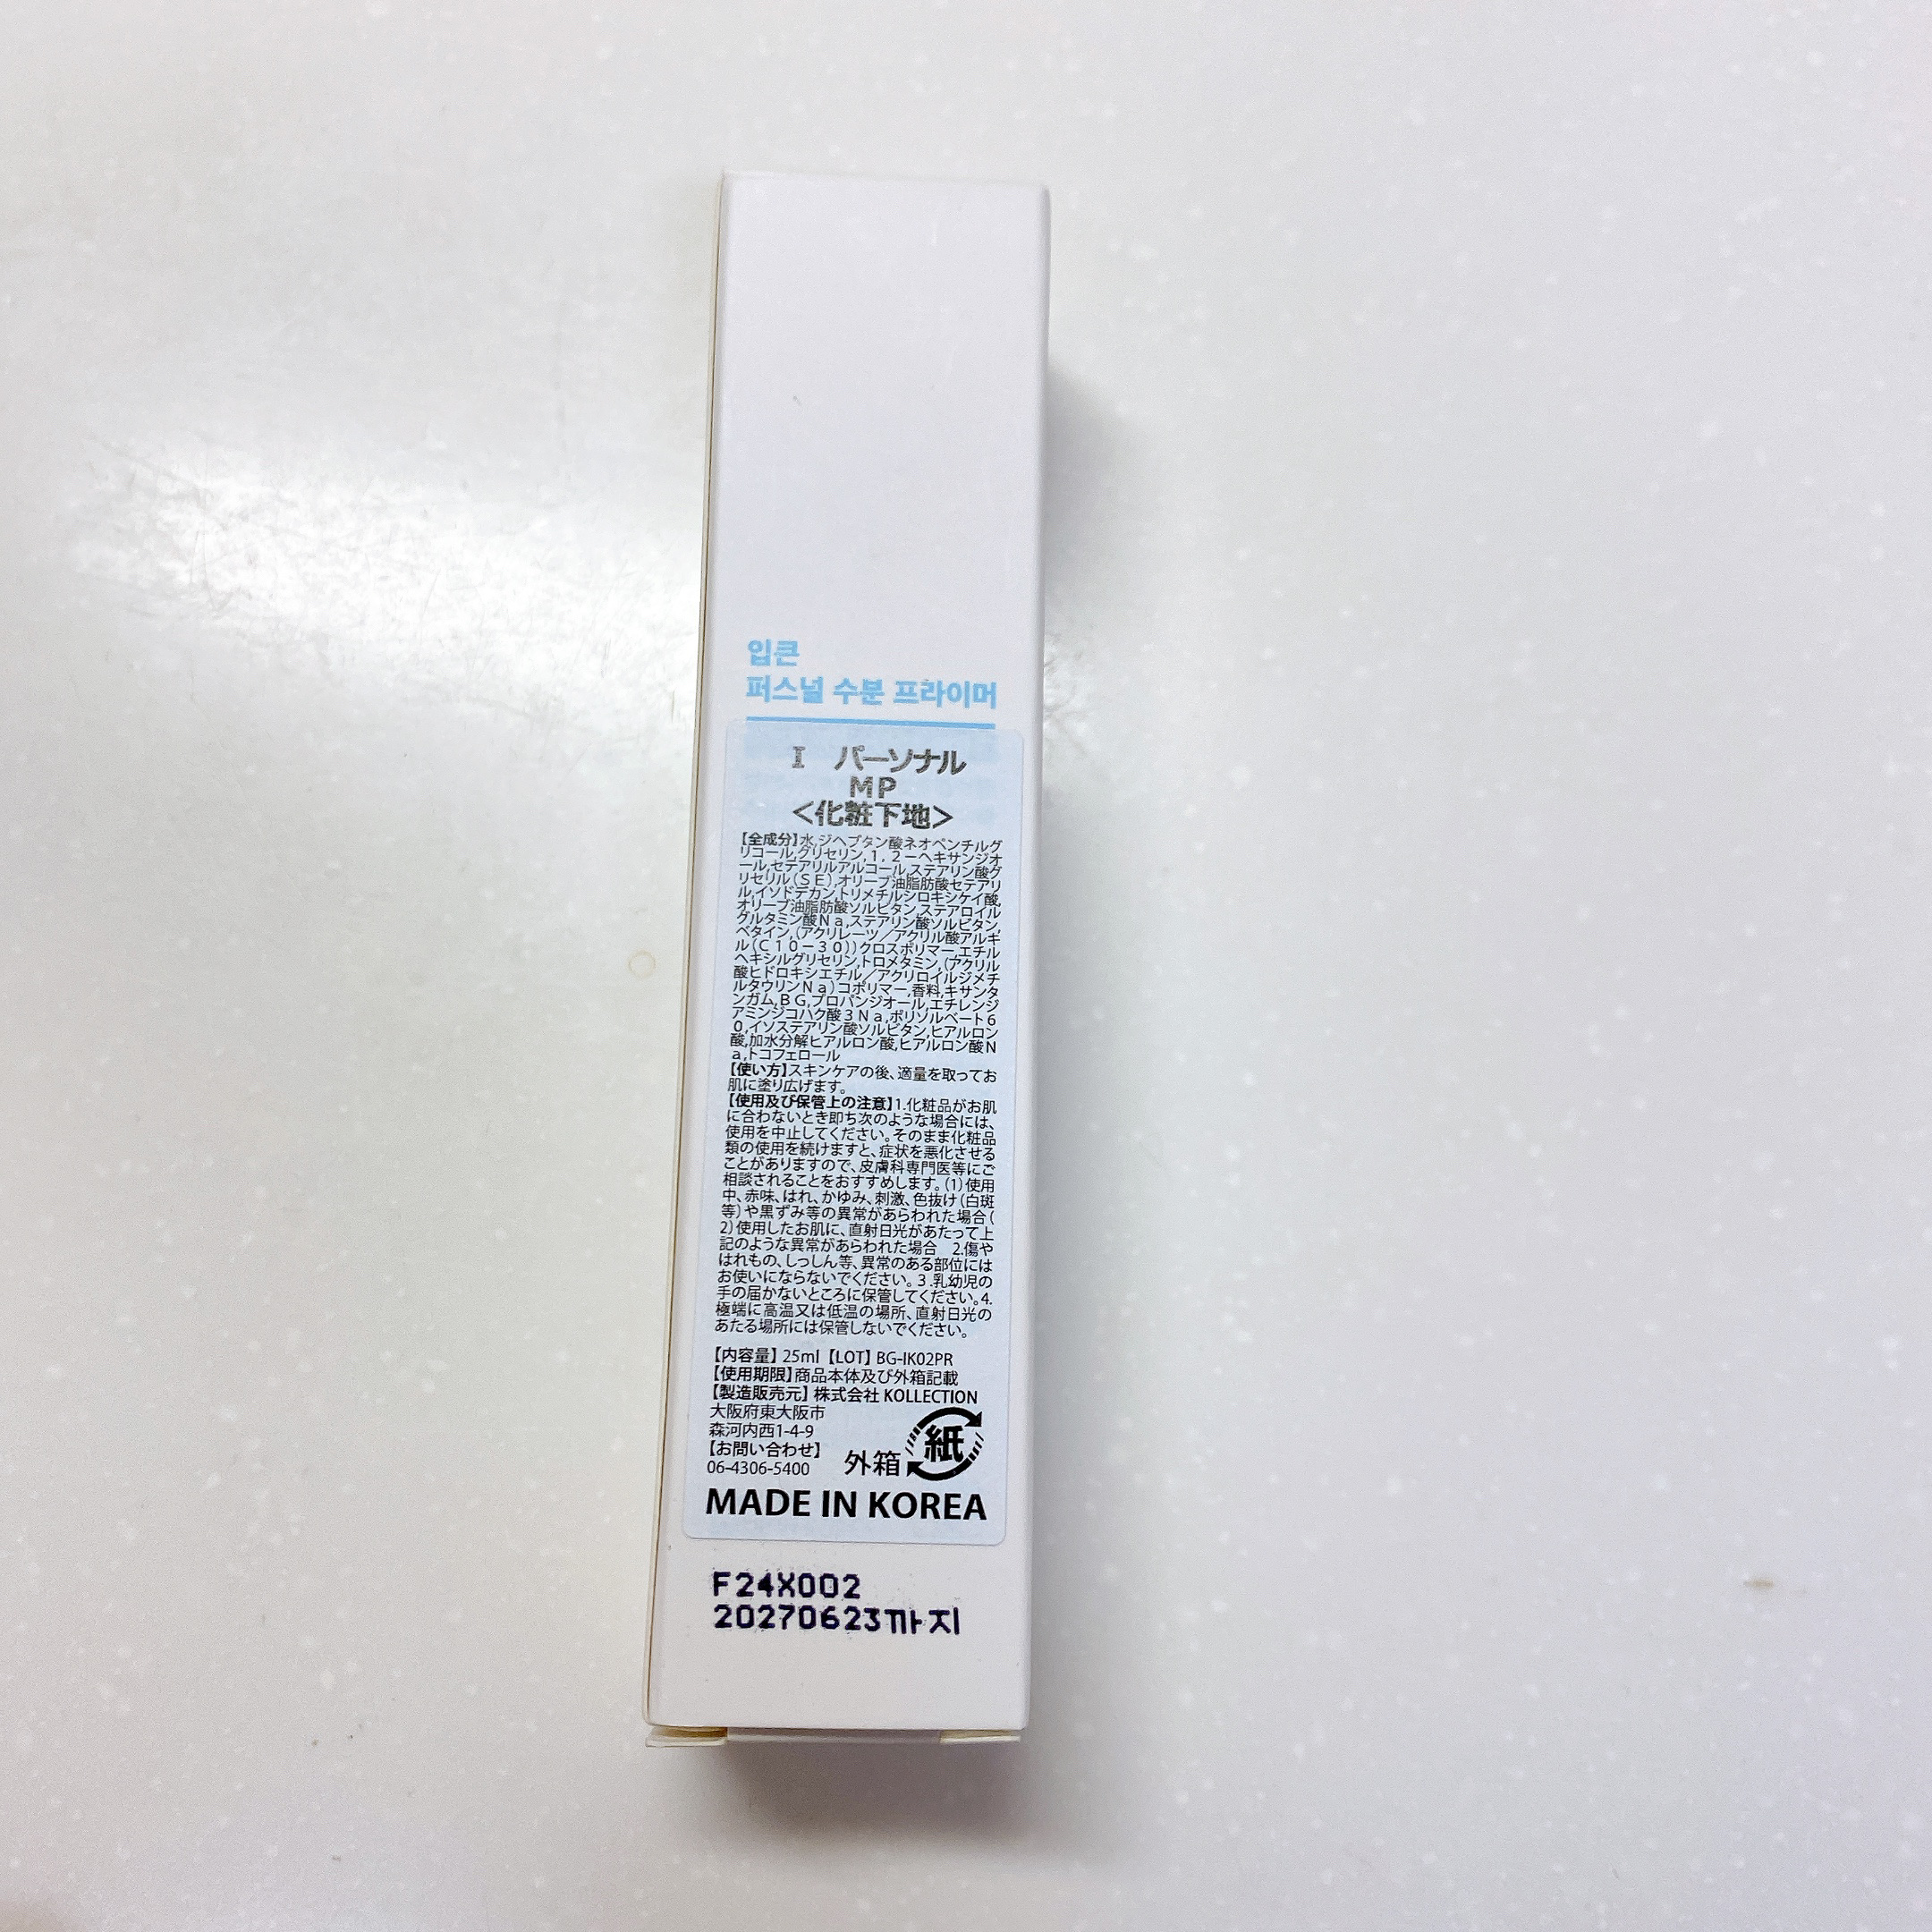 입큰
퍼스널 수분 프라이머
I　パーソナル
MP
<化粧下地>
【全成分】水,ジヘプタン酸ネオペンチルグ
リコール,グリセリン,1，2－ヘキサンジオ
ール,セテアリルアルコール,ステアリン酸グ
リセリル（ＳＥ）,オリーブ油脂肪酸セテアリ
ル,イソドデカン,トリメチルシロキシケイ酸,
オリーブ油脂肪酸ソルビタン,ステアロイル
グルタミン酸Ｎａ,ステアリン酸ソルビタン,
ベタイン,（アクリレーツ／アクリル酸アルキ
ル（Ｃ１０－３０））クロスポリマー,エチル
ヘキシルグリセリン,トロメタミン,（アクリル
酸ヒドロキシエチル／アクリロイルジメチ
ルタウリンＮａ）コポリマー,香料,キサンタ
ンガム,ＢＧ,プロパンジオール,エチレンジ
アミンジコハク酸３Ｎａ,ポリソルベート６
０,イソステアリン酸ソルビタン,ヒアルロン
酸,加水分解ヒアルロン酸,ヒアルロン酸Ｎ
ａ,トコフェロール
【使い方】スキンケアの後、適量を取ってお
肌に塗り広げます。
【使用及び保管上の注意】1.化粧品がお肌
に合わないとき即ち次のような場合には、
使用を中止してください。そのまま化粧品
類の使用を続けますと、症状を悪化させる
ことがありますので、皮膚科専門医等にご
相談されることをおすすめします。(1)使用
中、赤味、はれ、かゆみ、刺激、色抜け（白斑
等）や黒ずみ等の異常があらわれた場合(
2)使用したお肌に、直射日光があたって上
記のような異常があらわれた場合　2.傷や
はれもの、しっしん等、異常のある部位には
お使いにならないでください。3.乳幼児の
手の届かないところに保管してください。4.
極端に高温又は低温の場所、直射日光の
あたる場所には保管しないでください。
【内容量】25ml【LOT】BG-IK02PR
【使用期限】商品本体及び外箱記載
【製造販売元】株式会社 KOLLECTION
大阪府東大阪市
森河内西1-4-9
【お問い合わせ】
06-4306-5400
外箱 紙
MADE IN KOREA
F24X002
20270623까지